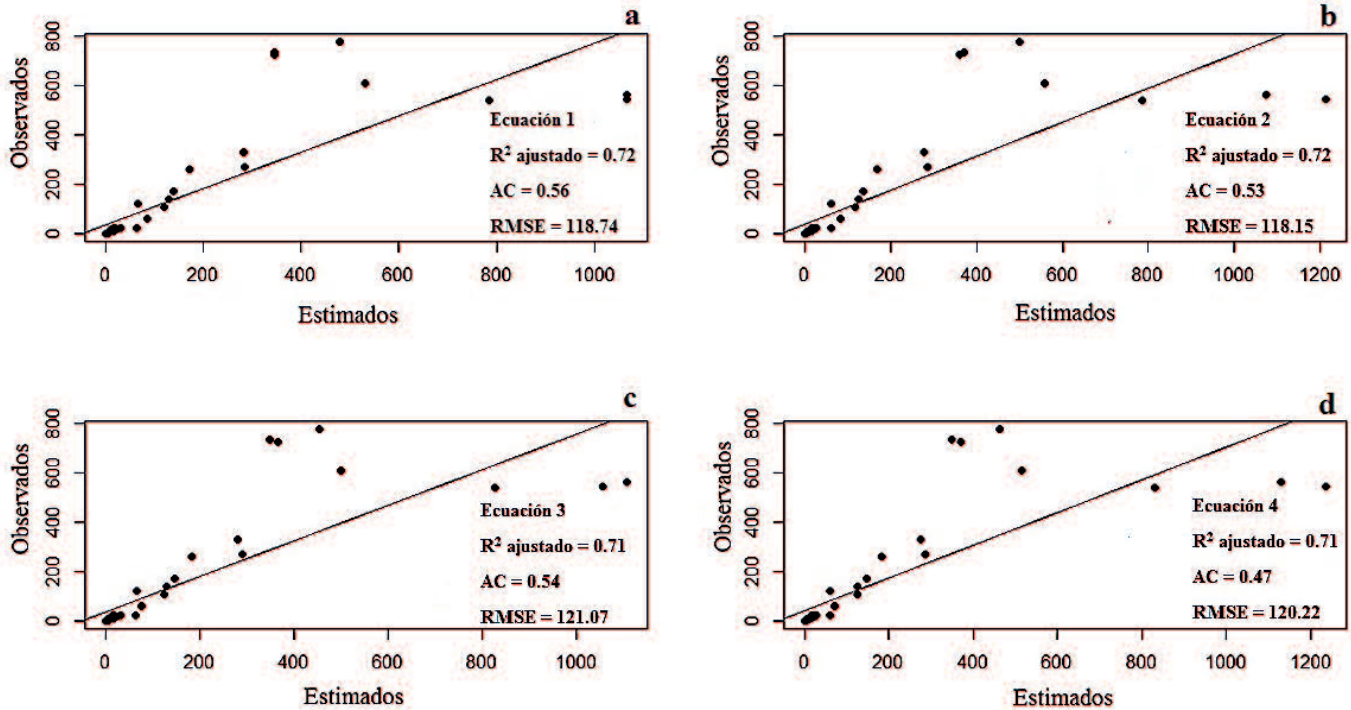 a
Observados
800
600
400
200
0
Ecuación 1
R² ajustado = 0.72
AC = 0.56
RMSE = 118.74
0 200 400 600 800 1000
Estimados
b
Observados
800
600
400
200
0
Ecuación 2
R² ajustado = 0.72
AC = 0.53
RMSE = 118.15
0 200 400 600 800 1000 1200
Estimados
c
Observados
800
600
400
200
0
Ecuación 3
R² ajustado = 0.71
AC = 0.54
RMSE = 121.07
0 200 400 600 800 1000
Estimados
d
Observados
800
600
400
200
0
Ecuación 4
R² ajustado = 0.71
AC = 0.47
RMSE = 120.22
0 200 400 600 800 1000 1200
Estimados